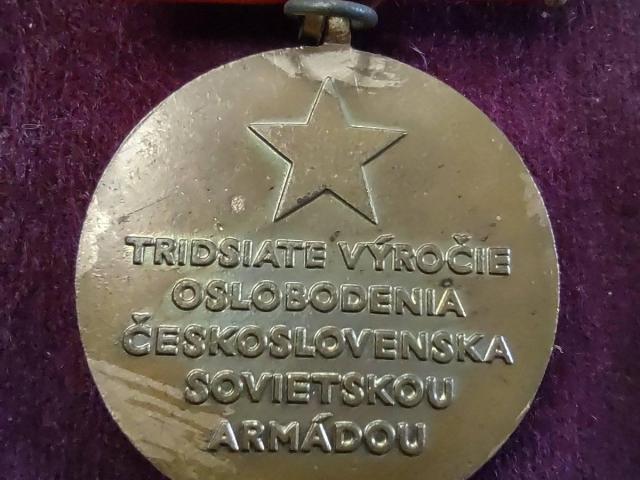 TRIDSIATE VÝROČIE
OSLOBODENIA
ČESKOSLOVENSKA
SOVIETSKOU
ARMÁDOU